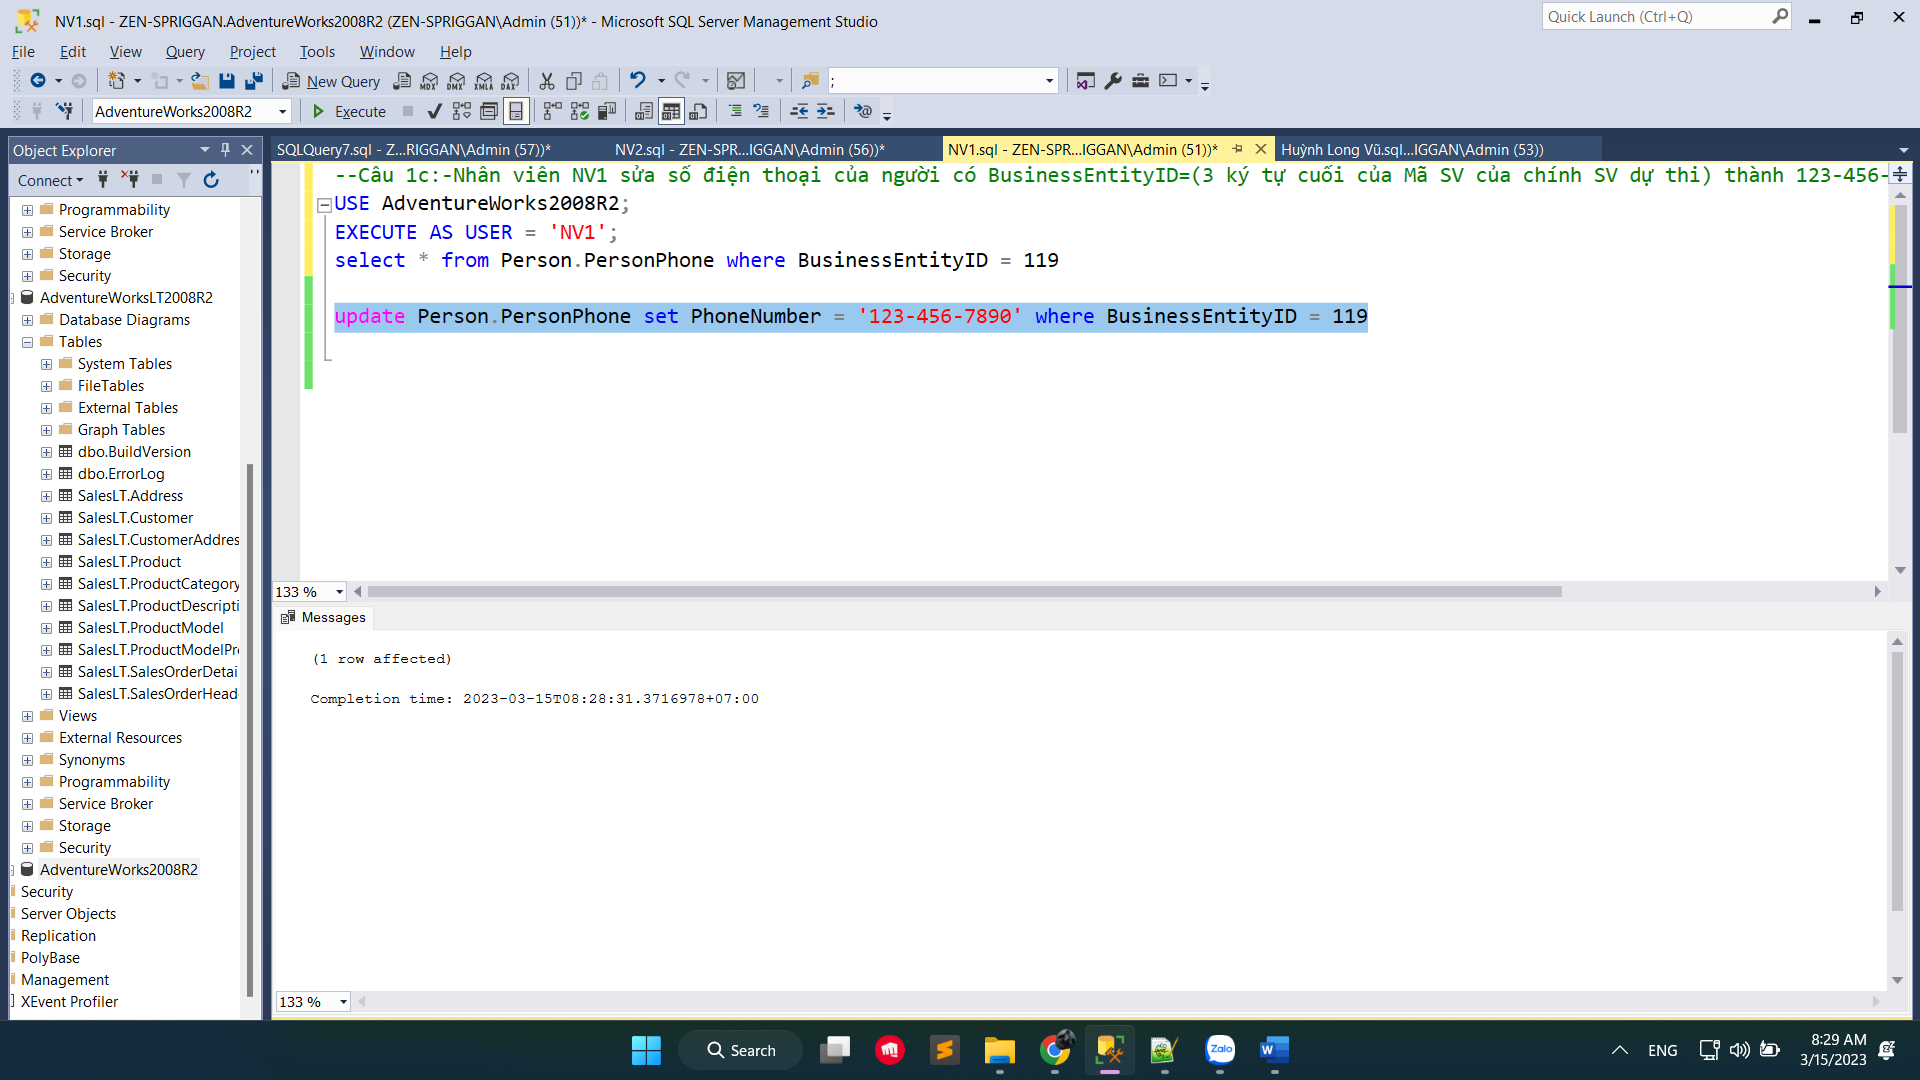 NV1.sql - ZEN-SPRIGGAN.AdventureWorks2008R2 (ZEN-SPRIGGAN\Admin (51))* - Microsoft SQL Server Management Studio
Quick Launch (Ctrl+Q)
File Edit View Query Project Tools Window Help
New Query
MDX DMX XMLA DAX
;
AdventureWorks2008R2
Execute
Object Explorer
SQLQuery7.sql - Z...RIGGAN\Admin (57))*
NV2.sql - ZEN-SPR...IGGAN\Admin (56))*
NV1.sql - ZEN-SPR...IGGAN\Admin (51))*
Huỳnh Long Vũ.sql...IGGAN\Admin (53))
Connect
Programmability
Service Broker
Storage
Security
AdventureWorksLT2008R2
Database Diagrams
Tables
System Tables
FileTables
External Tables
Graph Tables
dbo.BuildVersion
dbo.ErrorLog
SalesLT.Address
SalesLT.Customer
SalesLT.CustomerAddres
SalesLT.Product
SalesLT.ProductCategory
SalesLT.ProductDescripti
SalesLT.ProductModel
SalesLT.ProductModelPr
SalesLT.SalesOrderDetai
SalesLT.SalesOrderHead
Views
External Resources
Synonyms
Programmability
Service Broker
Storage
Security
AdventureWorks2008R2
Security
Server Objects
Replication
PolyBase
Management
XEvent Profiler
--Câu 1c:-Nhân viên NV1 sửa số điện thoại của người có BusinessEntityID=(3 ký tự cuối của Mã SV của chính SV dự thi) thành 123-456-
USE AdventureWorks2008R2;
EXECUTE AS USER = 'NV1';
select * from Person.PersonPhone where BusinessEntityID = 119
update Person.PersonPhone set PhoneNumber = '123-456-7890' where BusinessEntityID = 119
133 %
Messages
(1 row affected)
Completion time: 2023-03-15T08:28:31.3716978+07:00
133 %
Search
Zalo
W
ENG
8:29 AM
3/15/2023